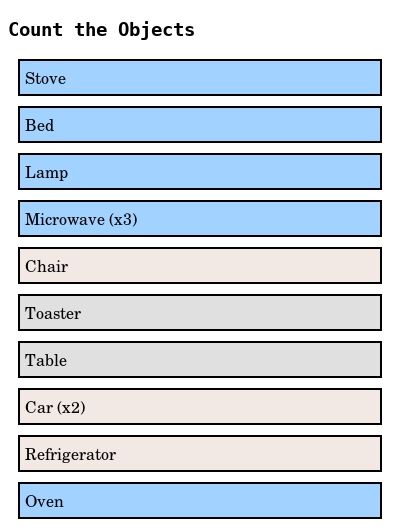 Count the Objects
Stove
Bed
Lamp
Microwave (x3)
Chair
Toaster
Table
Car (x2)
Refrigerator
Oven